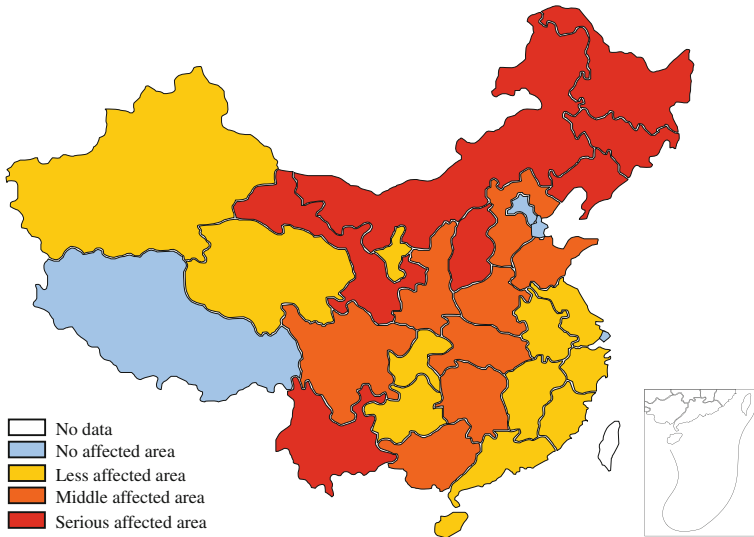 No data
No affected area
Less affected area
Middle affected area
Serious affected area